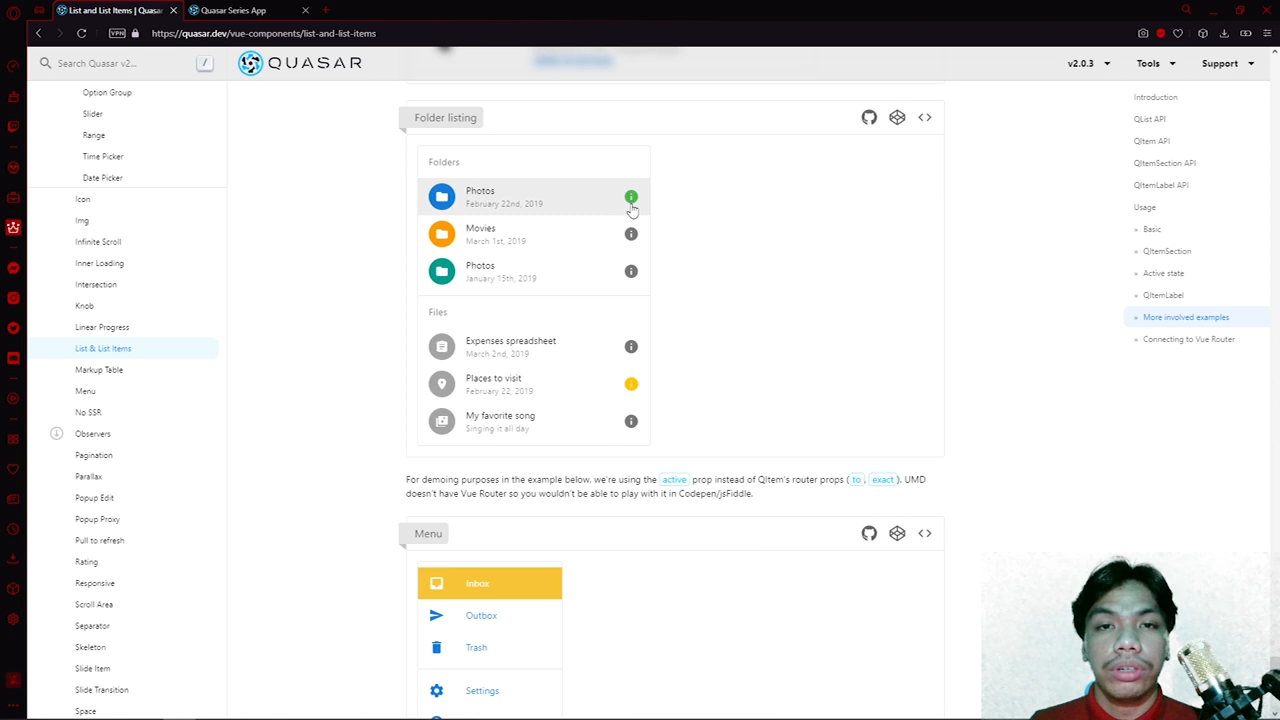 List and List Items | Quasar
Quasar Series App
VPN
https://quasar.dev/vue-components/list-and-list-items
Search Quasar v2...
/
QUASAR
v2.0.3
Tools
Support
Option Group
Slider
Range
Time Picker
Date Picker
Icon
Img
Infinite Scroll
Inner Loading
Intersection
Knob
Linear Progress
List & List Items
Markup Table
Menu
No SSR
Observers
Pagination
Parallax
Popup Edit
Popup Proxy
Pull to refresh
Rating
Responsive
Scroll Area
Separator
Skeleton
Slide Item
Slide Transition
Space
Folder listing
Folders
Photos
February 22nd, 2019
Movies
March 1st, 2019
Photos
January 15th, 2019
Files
Expenses spreadsheet
March 2nd, 2019
Places to visit
February 22, 2019
My favorite song
Singing it all day
For demoing purposes in the example below, we're using the active prop instead of QItem's router props (to, exact). UMD
doesn't have Vue Router so you wouldn't be able to play with it in Codepen/jsFiddle.
Menu
Inbox
Outbox
Trash
Settings
Introduction
QList API
QItem API
QItemSection API
QItemLabel API
Usage
» Basic
» QItemSection
» Active state
» QItemLabel
» More involved examples
» Connecting to Vue Router